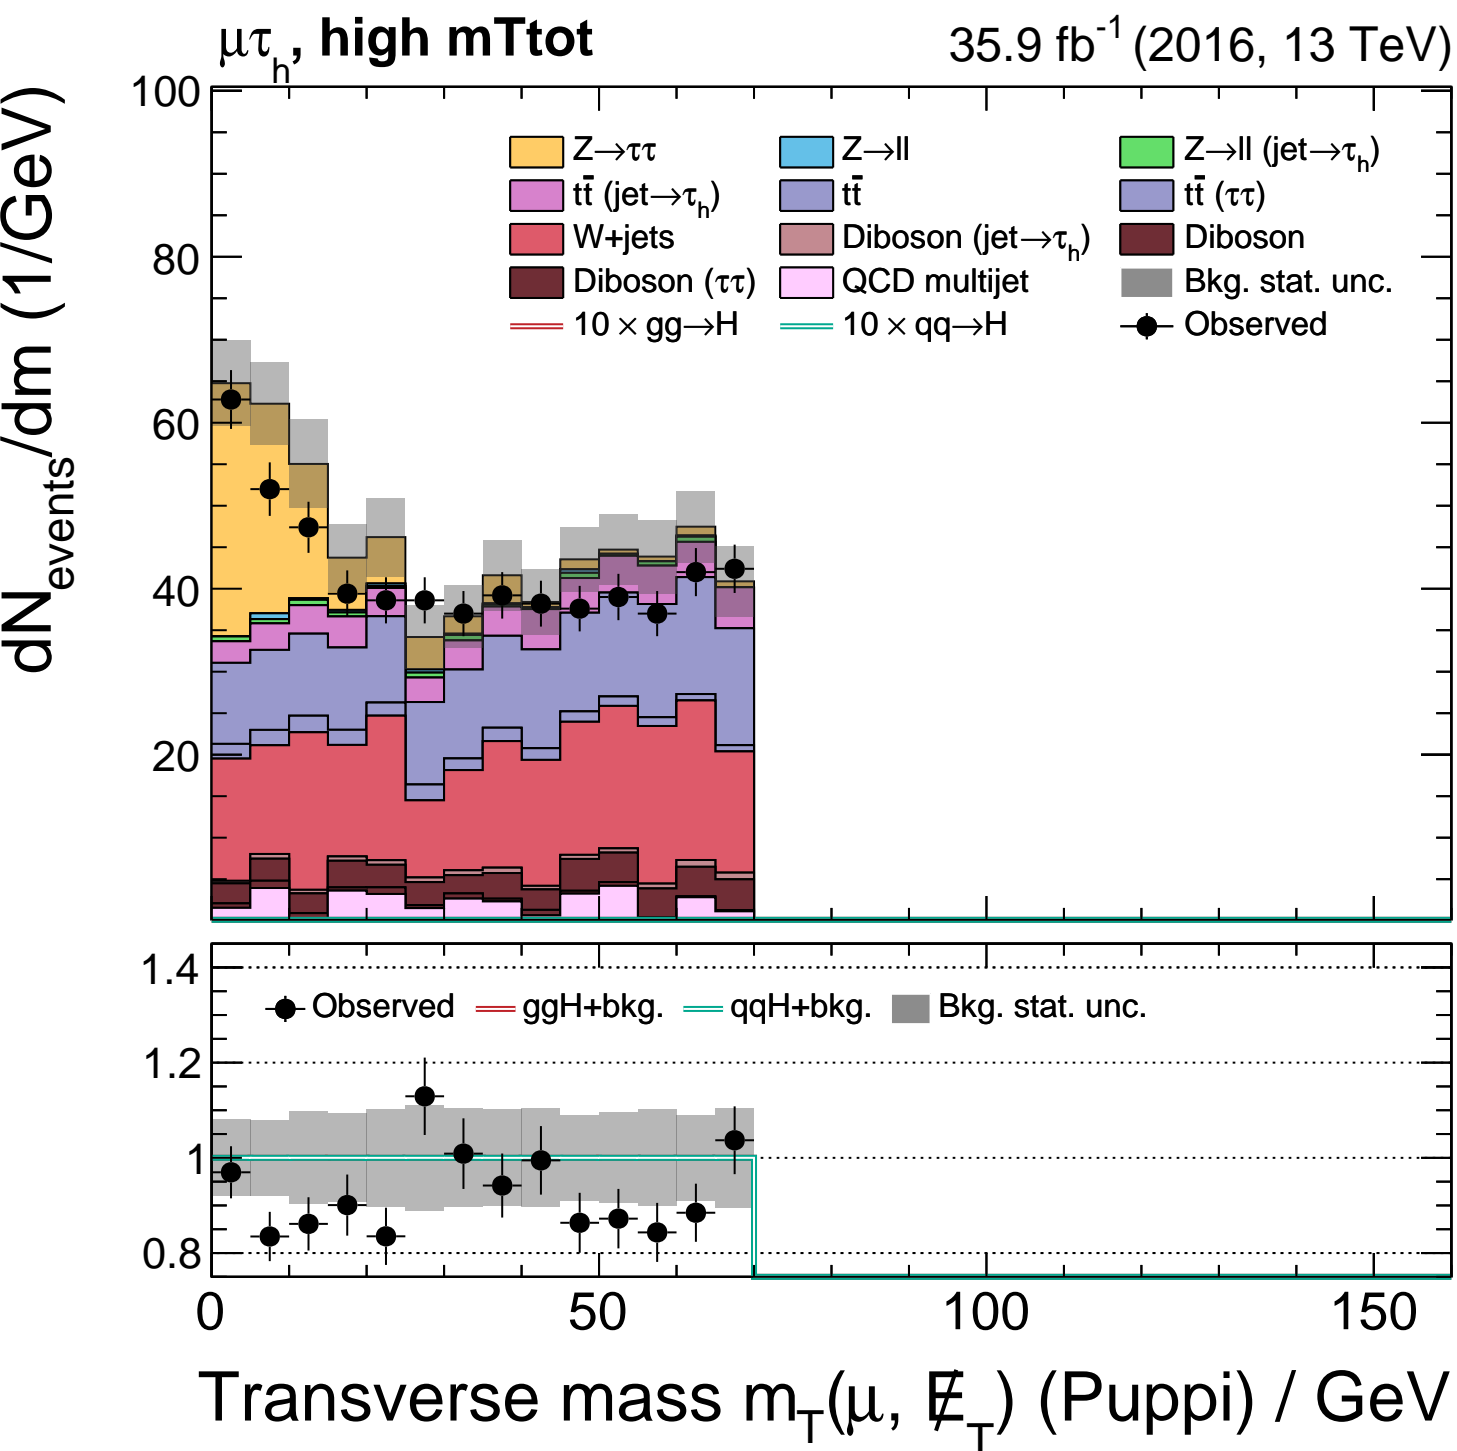 μτh, high mTtot 35.9 fb-1 (2016, 13 TeV)
dNevents/dm (1/GeV)
100
80
60
40
20
Z→ττ Z→ll Z→ll (jet→τh)
tt̄ (jet→τh) tt̄ tt̄ (ττ)
W+jets Diboson (jet→τh) Diboson
Diboson (ττ) QCD multijet Bkg. stat. unc.
10 × gg→H 10 × qq→H Observed
1.4
Observed ggH+bkg. qqH+bkg. Bkg. stat. unc.
1.2
1
0.8
0 50 100 150
Transverse mass mT(μ, E̸T) (Puppi) / GeV